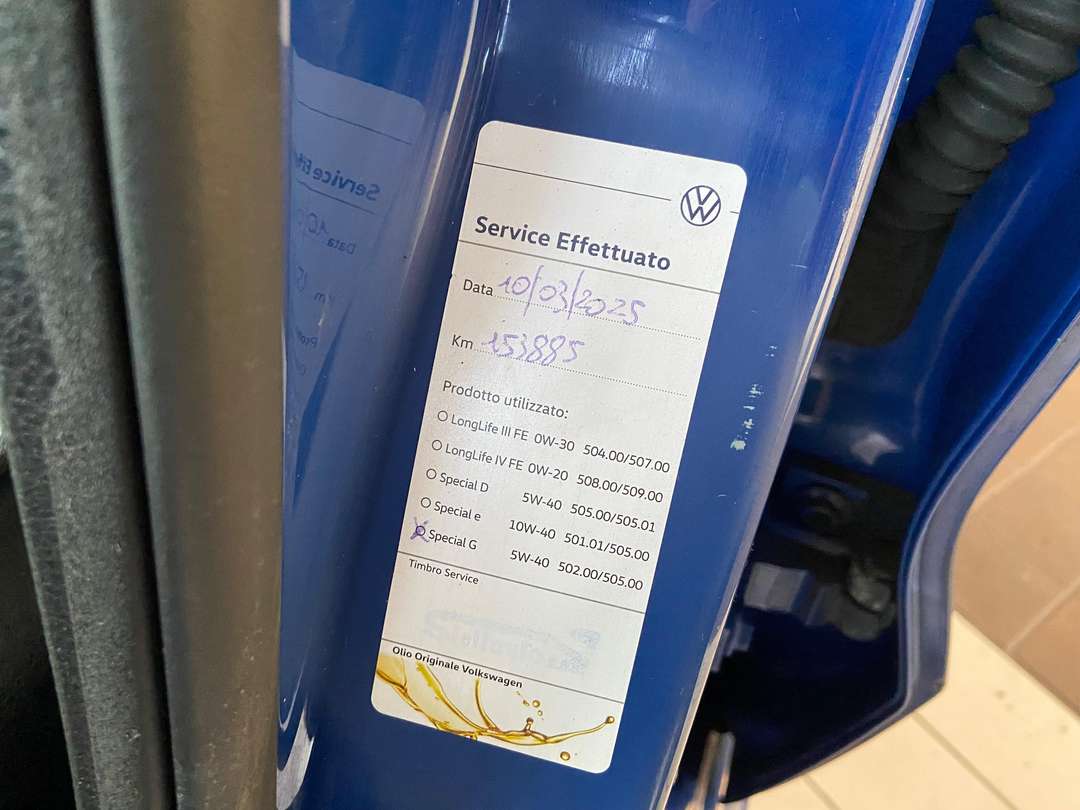 Service Effettuato
Data 10/03/2025
Km 153885
Prodotto utilizzato:
LongLife III FE 0W-30 504.00/507.00
LongLife IV FE 0W-20 508.00/509.00
Special D 5W-40 505.00/505.01
Special e 10W-40 501.01/505.00
X Special G 5W-40 502.00/505.00
Timbro Service
Olio Originale Volkswagen